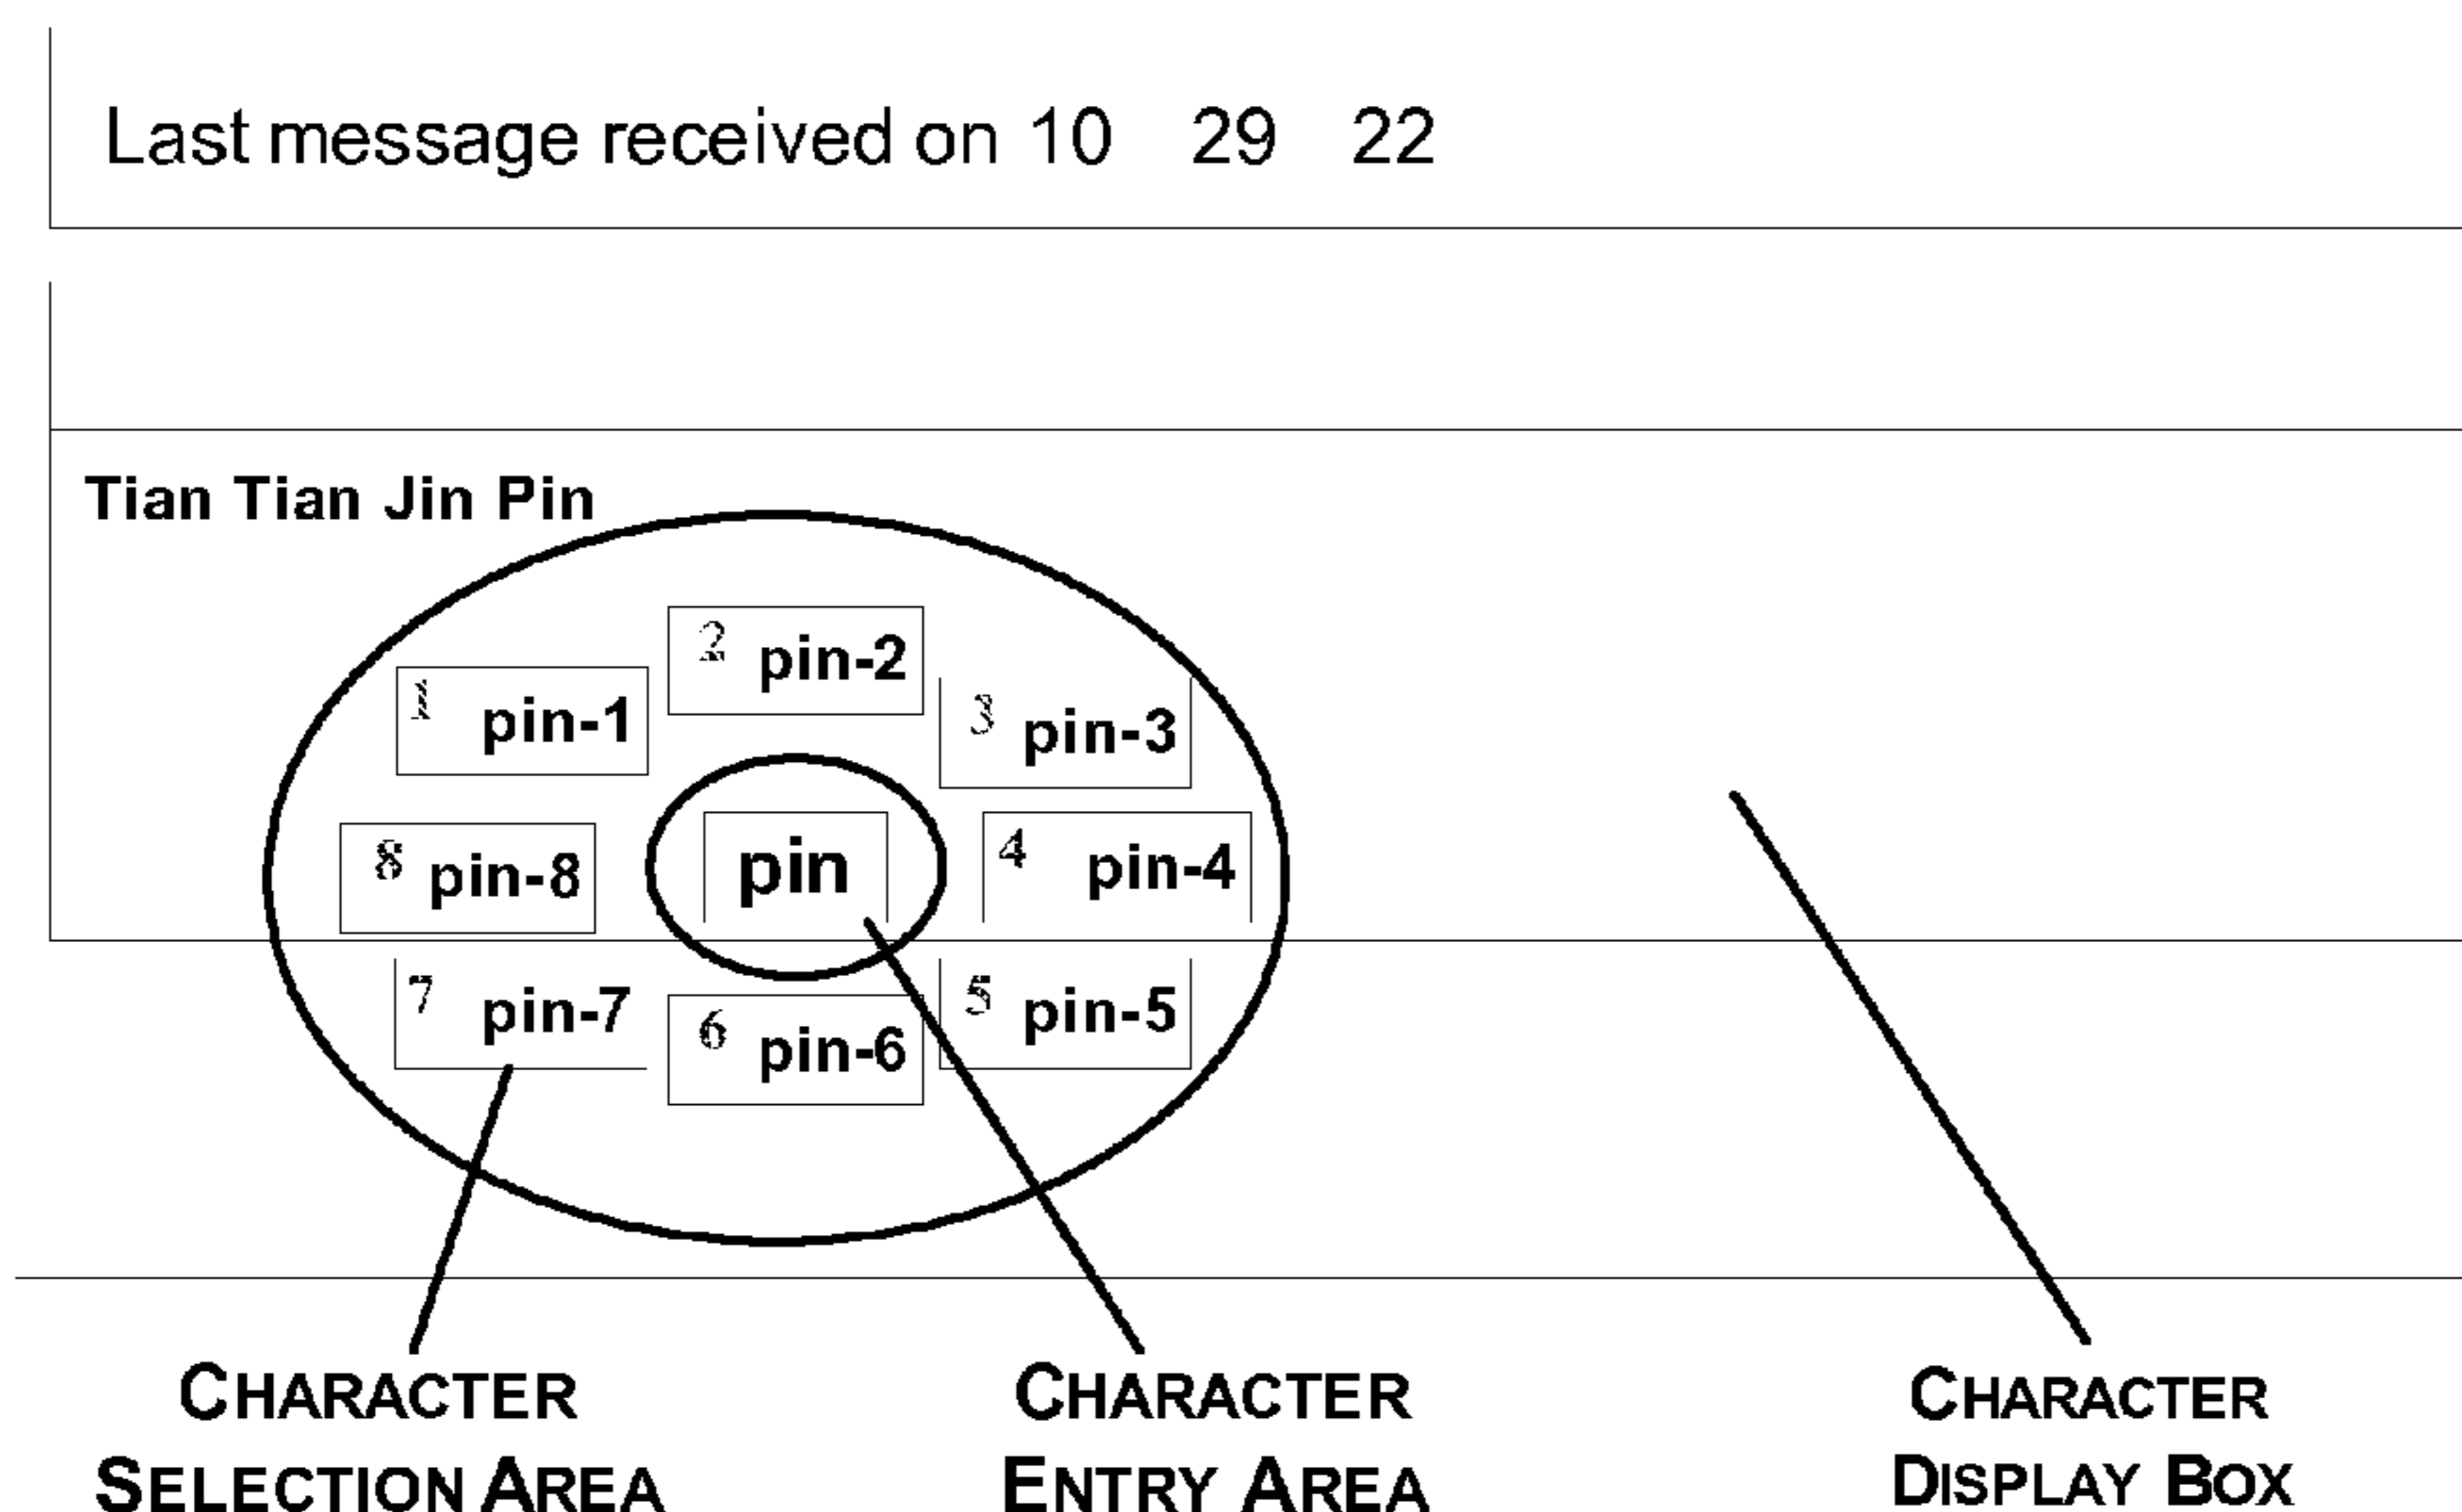 Last message received on 10 29 22
Tian Tian Jin Pin
2 pin-2
1 pin-1
3 pin-3
8 pin-8
pin
4 pin-4
7 pin-7
6 pin-6
5 pin-5
CHARACTER
SELECTION AREA
CHARACTER
ENTRY AREA
CHARACTER
DISPLAY BOX